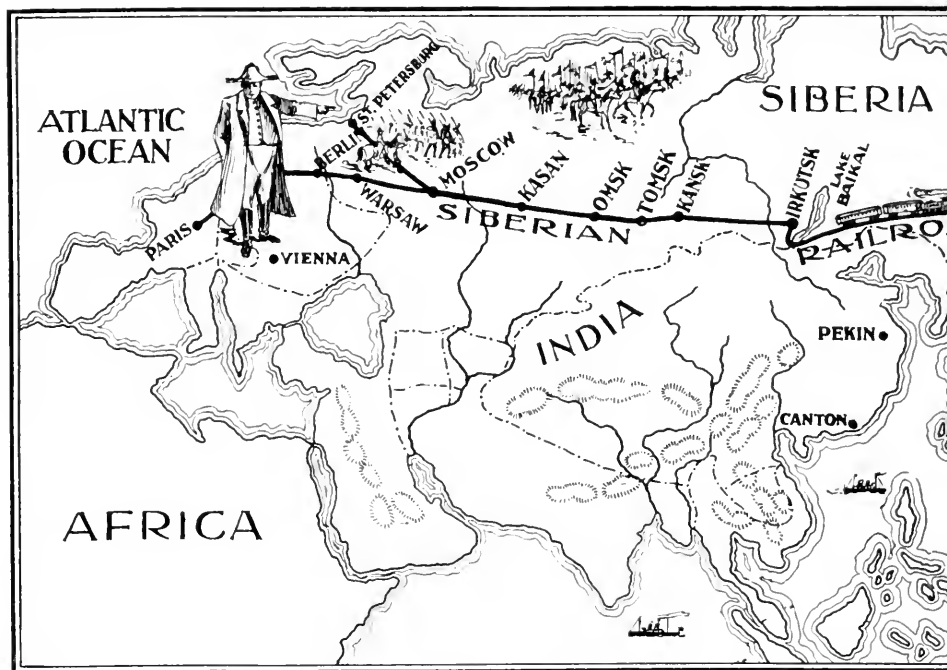 ATLANTIC
OCEAN
BERLIN
ST. PETERSBURG
SIBERIA
MOSCOW
KASAN
OMSK
TOMSK
KANSK
IRKUTSK
LAKE
BAIKAL
WARSAW
SIBERIAN
RAILRO
PARIS
VIENNA
INDIA
PEKIN
CANTON
AFRICA